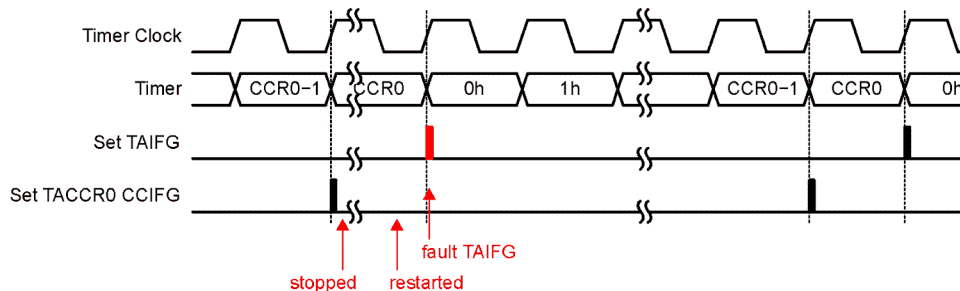 Timer Clock
Timer CCR0−1 CCR0 0h 1h CCR0−1 CCR0 0h
Set TAIFG
Set TACCR0 CCIFG
fault TAIFG
stopped restarted